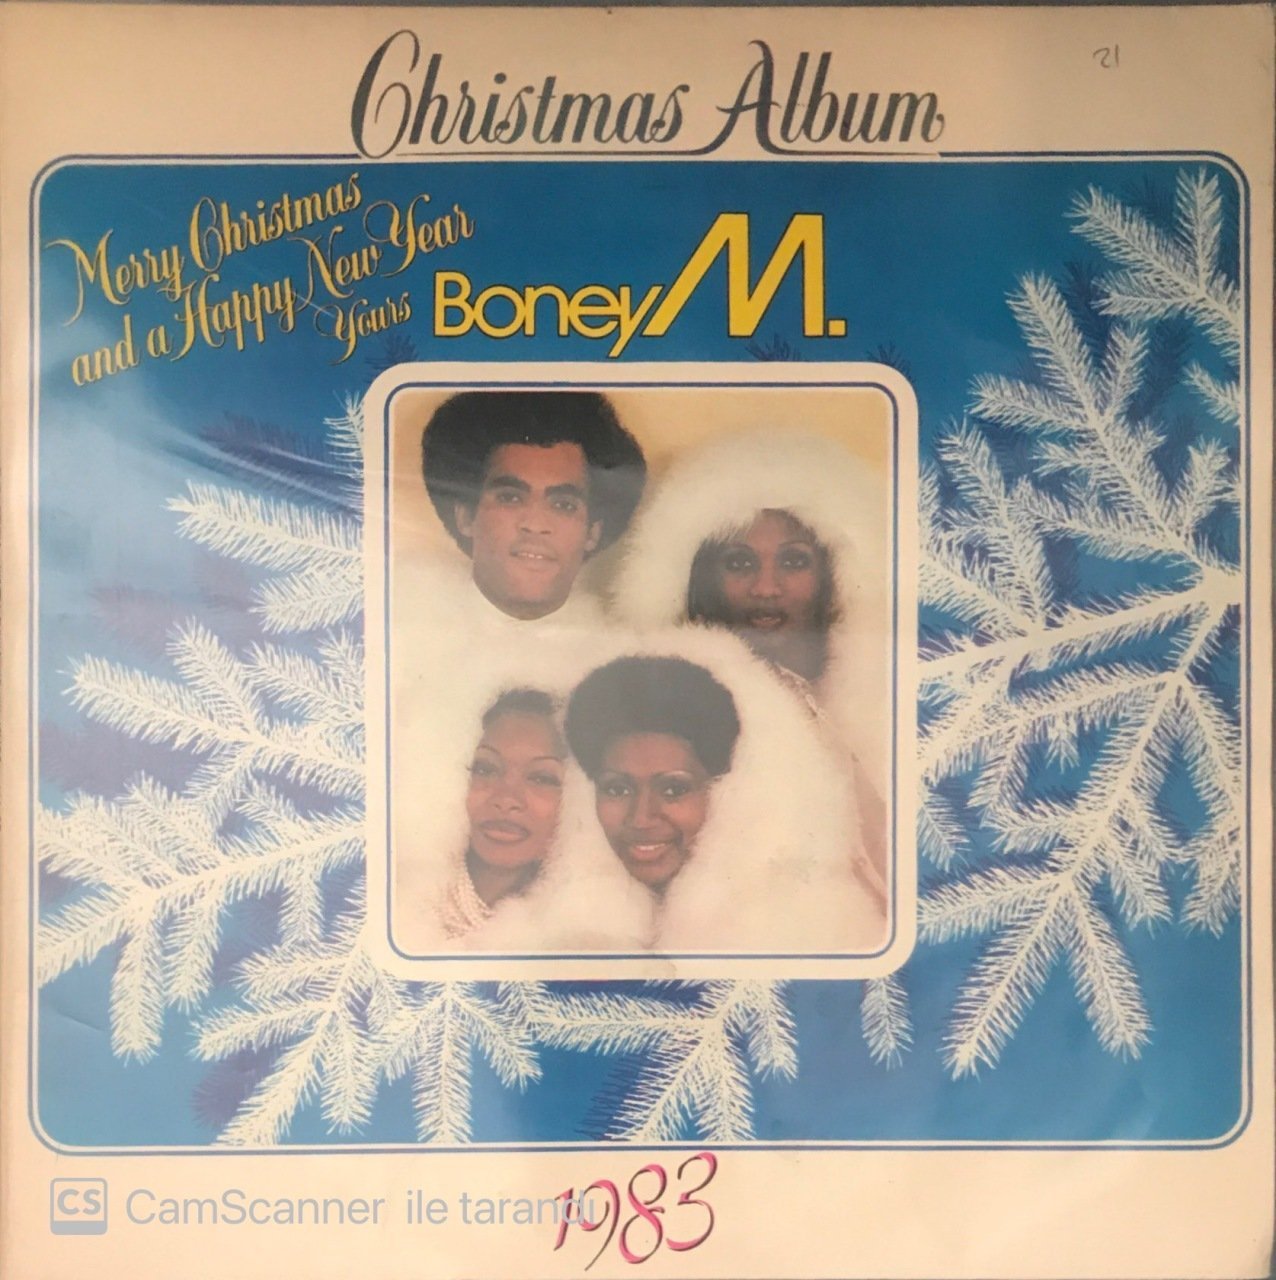 Christmas Album
21
Merry Christmas
and a Happy New Year
Yours
Boney M.
1983
CS CamScanner ile tarandı